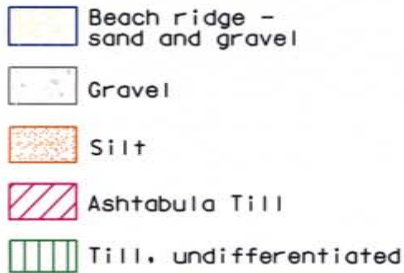 Beach ridge -
sand and gravel
Gravel
Silt
Ashtabula Till
Till, undifferentiated